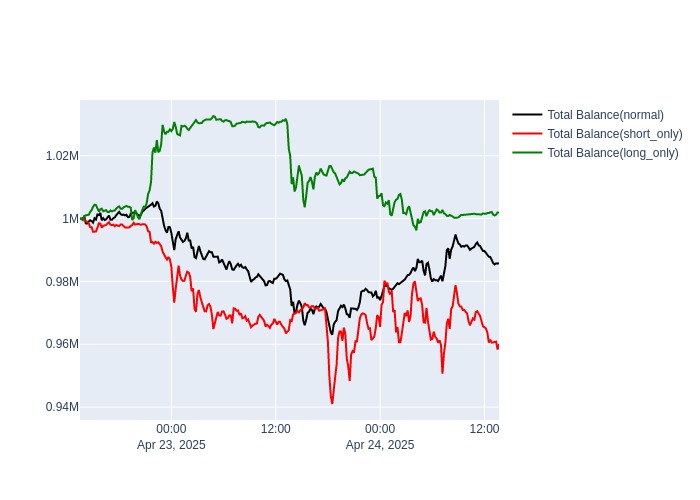 Total Balance(normal)
Total Balance(short_only)
Total Balance(long_only)
1.02M
1M
0.98M
0.96M
0.94M
00:00
Apr 23, 2025
12:00
00:00
Apr 24, 2025
12:00